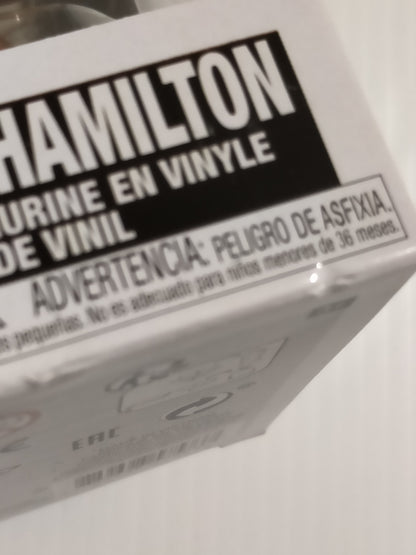 HAMILTON
URINE EN VINYLE
DE VINIL
ADVERTENCIA: PELIGRO DE ASFIXIA.
s pequeñas. No es adecuado para niños menores de 36 meses.
EAC